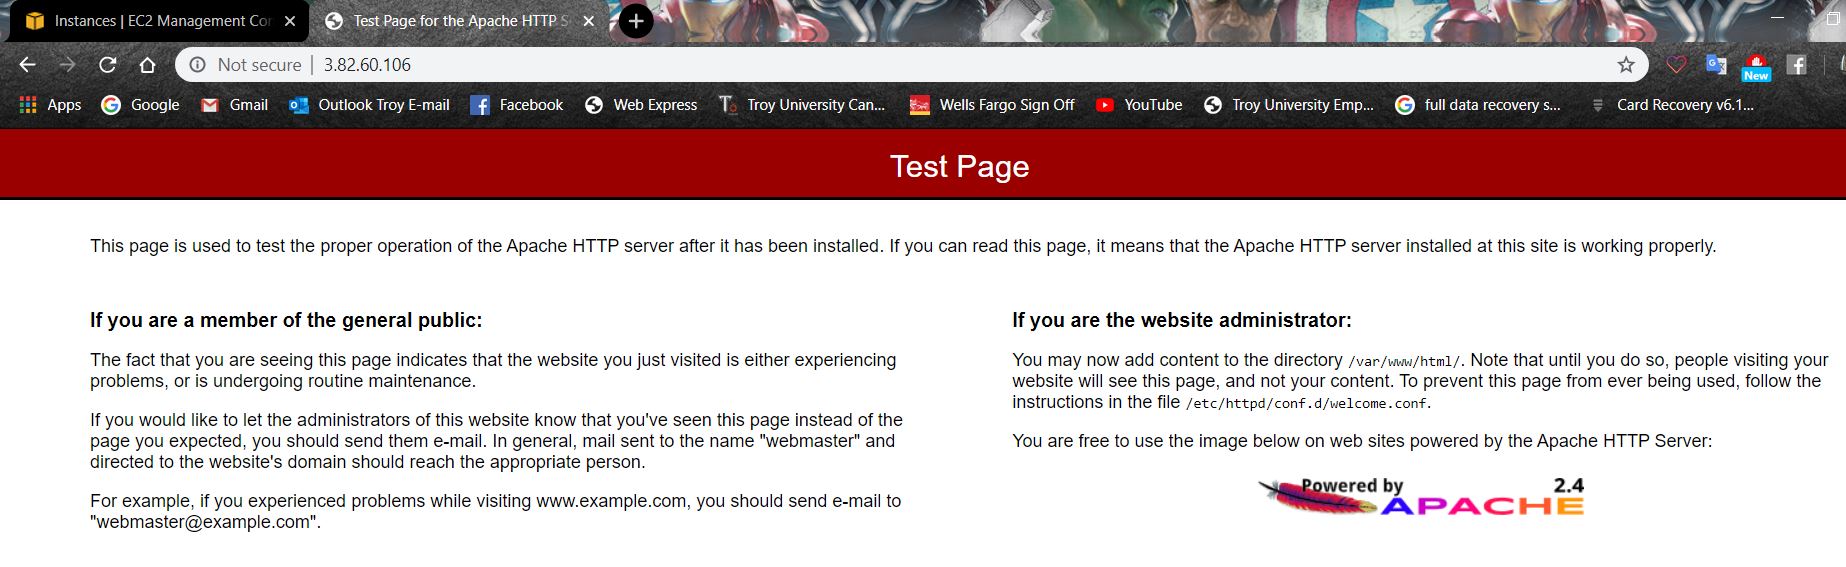 Instances | EC2 Management Co
Test Page for the Apache HTTP S
Not secure
3.82.60.106
New
Apps
Google
Gmail
Outlook Troy E-mail
Facebook
Web Express
Troy University Can...
Wells Fargo Sign Off
YouTube
Troy University Emp...
full data recovery s...
Card Recovery v6.1...
Test Page
This page is used to test the proper operation of the Apache HTTP server after it has been installed. If you can read this page, it means that the Apache HTTP server installed at this site is working properly.
If you are a member of the general public:
The fact that you are seeing this page indicates that the website you just visited is either experiencing
problems, or is undergoing routine maintenance.
If you would like to let the administrators of this website know that you've seen this page instead of the
page you expected, you should send them e-mail. In general, mail sent to the name "webmaster" and
directed to the website's domain should reach the appropriate person.
For example, if you experienced problems while visiting www.example.com, you should send e-mail to
"webmaster@example.com".
If you are the website administrator:
You may now add content to the directory /var/www/html/. Note that until you do so, people visiting your
website will see this page, and not your content. To prevent this page from ever being used, follow the
instructions in the file /etc/httpd/conf.d/welcome.conf.
You are free to use the image below on web sites powered by the Apache HTTP Server:
Powered by 2.4
APACHE